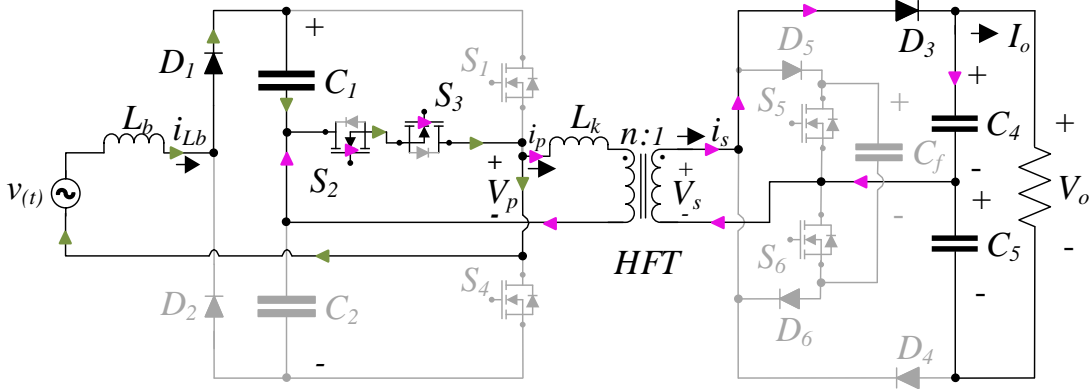 + S1 D3 Io
D1 C1 D5 +
S3 S5 + C4
Lb iLb ip Lk n:1 is Cf - +
v(t) S2 + Vp - + Vs - + Vo
HFT S6 - C5 -
D2 C2 S4 D6 -
- D4